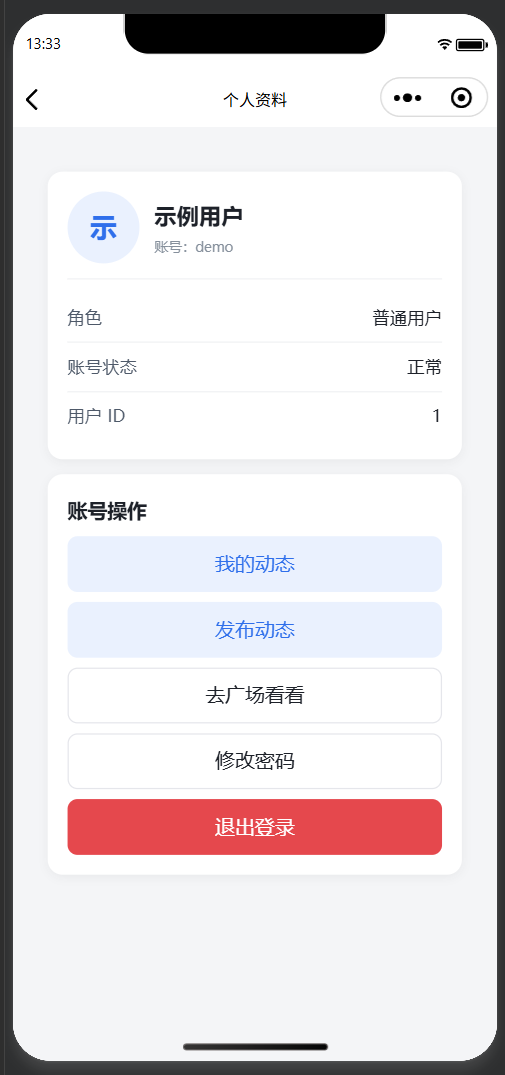 13:33
个人资料
示
示例用户
账号：demo
角色 普通用户
账号状态 正常
用户 ID 1
账号操作
我的动态
发布动态
去广场看看
修改密码
退出登录